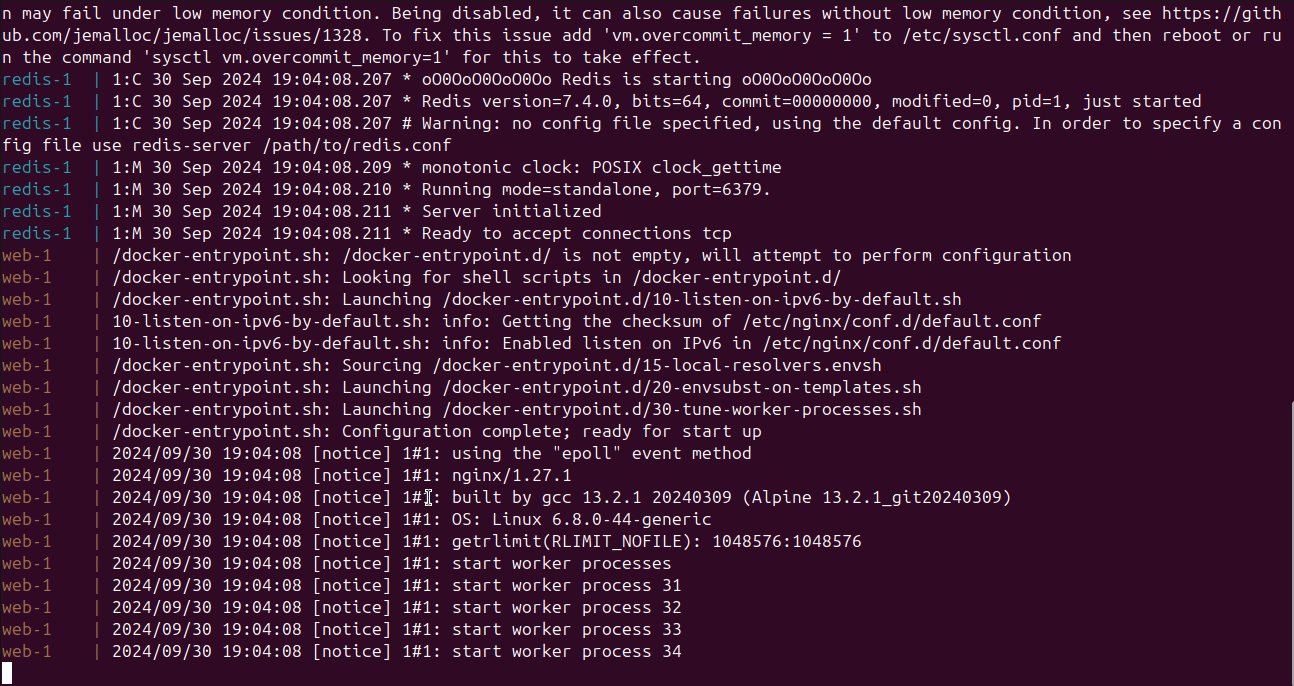 n may fail under low memory condition. Being disabled, it can also cause failures without low memory condition, see https://gith
ub.com/jemalloc/jemalloc/issues/1328. To fix this issue add 'vm.overcommit_memory = 1' to /etc/sysctl.conf and then reboot or ru
n the command 'sysctl vm.overcommit_memory=1' for this to take effect.
redis-1  | 1:C 30 Sep 2024 19:04:08.207 * oO0OoO0OoO0Oo Redis is starting oO0OoO0OoO0Oo
redis-1  | 1:C 30 Sep 2024 19:04:08.207 * Redis version=7.4.0, bits=64, commit=00000000, modified=0, pid=1, just started
redis-1  | 1:C 30 Sep 2024 19:04:08.207 # Warning: no config file specified, using the default config. In order to specify a con
fig file use redis-server /path/to/redis.conf
redis-1  | 1:M 30 Sep 2024 19:04:08.209 * monotonic clock: POSIX clock_gettime
redis-1  | 1:M 30 Sep 2024 19:04:08.210 * Running mode=standalone, port=6379.
redis-1  | 1:M 30 Sep 2024 19:04:08.211 * Server initialized
redis-1  | 1:M 30 Sep 2024 19:04:08.211 * Ready to accept connections tcp
web-1    | /docker-entrypoint.sh: /docker-entrypoint.d/ is not empty, will attempt to perform configuration
web-1    | /docker-entrypoint.sh: Looking for shell scripts in /docker-entrypoint.d/
web-1    | /docker-entrypoint.sh: Launching /docker-entrypoint.d/10-listen-on-ipv6-by-default.sh
web-1    | 10-listen-on-ipv6-by-default.sh: info: Getting the checksum of /etc/nginx/conf.d/default.conf
web-1    | 10-listen-on-ipv6-by-default.sh: info: Enabled listen on IPv6 in /etc/nginx/conf.d/default.conf
web-1    | /docker-entrypoint.sh: Sourcing /docker-entrypoint.d/15-local-resolvers.envsh
web-1    | /docker-entrypoint.sh: Launching /docker-entrypoint.d/20-envsubst-on-templates.sh
web-1    | /docker-entrypoint.sh: Launching /docker-entrypoint.d/30-tune-worker-processes.sh
web-1    | /docker-entrypoint.sh: Configuration complete; ready for start up
web-1    | 2024/09/30 19:04:08 [notice] 1#1: using the "epoll" event method
web-1    | 2024/09/30 19:04:08 [notice] 1#1: nginx/1.27.1
web-1    | 2024/09/30 19:04:08 [notice] 1#1: built by gcc 13.2.1 20240309 (Alpine 13.2.1_git20240309)
web-1    | 2024/09/30 19:04:08 [notice] 1#1: OS: Linux 6.8.0-44-generic
web-1    | 2024/09/30 19:04:08 [notice] 1#1: getrlimit(RLIMIT_NOFILE): 1048576:1048576
web-1    | 2024/09/30 19:04:08 [notice] 1#1: start worker processes
web-1    | 2024/09/30 19:04:08 [notice] 1#1: start worker process 31
web-1    | 2024/09/30 19:04:08 [notice] 1#1: start worker process 32
web-1    | 2024/09/30 19:04:08 [notice] 1#1: start worker process 33
web-1    | 2024/09/30 19:04:08 [notice] 1#1: start worker process 34